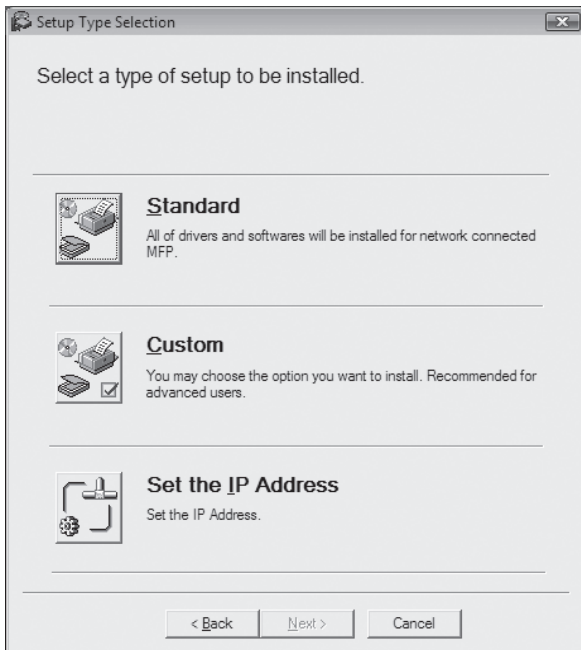 Setup Type Selection
Select a type of setup to be installed.
Standard
All of drivers and softwares will be installed for network connected
MFP.
Custom
You may choose the option you want to install. Recommended for
advanced users.
Set the IP Address
Set the IP Address.
< Back
Next >
Cancel